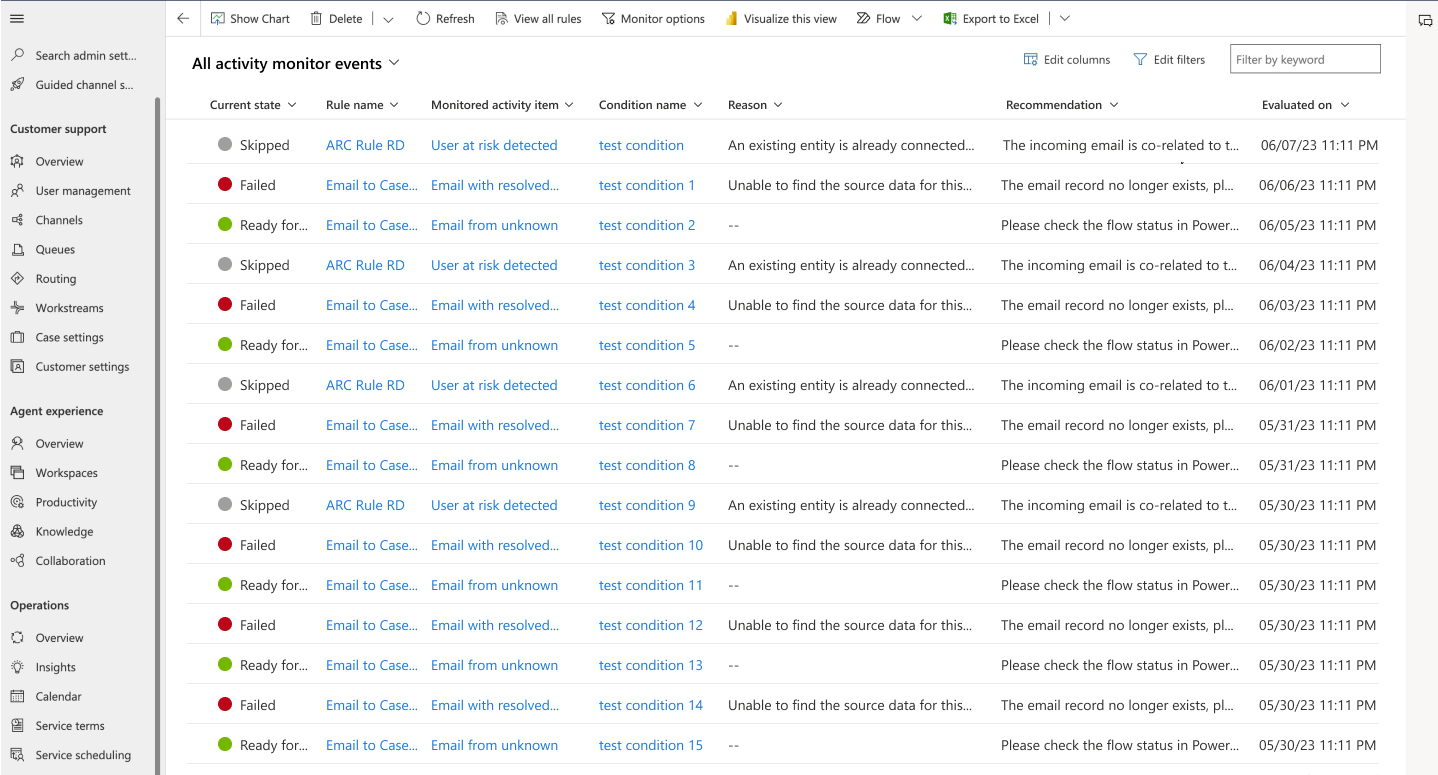 Show Chart Delete Refresh View all rules Monitor options Visualize this view Flow Export to Excel
Search admin sett...
Guided channel s...
Customer support
Overview
User management
Channels
Queues
Routing
Workstreams
Case settings
Customer settings
Agent experience
Overview
Workspaces
Productivity
Knowledge
Collaboration
Operations
Overview
Insights
Calendar
Service terms
Service scheduling
All activity monitor events Edit columns Edit filters Filter by keyword
Current state Rule name Monitored activity item Condition name Reason Recommendation Evaluated on
Skipped ARC Rule RD User at risk detected test condition An existing entity is already connected... The incoming email is co-related to t... 06/07/23 11:11 PM
Failed Email to Case... Email with resolved... test condition 1 Unable to find the source data for this... The email record no longer exists, pl... 06/06/23 11:11 PM
Ready for... Email to Case... Email from unknown test condition 2 -- Please check the flow status in Power... 06/05/23 11:11 PM
Skipped ARC Rule RD User at risk detected test condition 3 An existing entity is already connected... The incoming email is co-related to t... 06/04/23 11:11 PM
Failed Email to Case... Email with resolved... test condition 4 Unable to find the source data for this... The email record no longer exists, pl... 06/03/23 11:11 PM
Ready for... Email to Case... Email from unknown test condition 5 -- Please check the flow status in Power... 06/02/23 11:11 PM
Skipped ARC Rule RD User at risk detected test condition 6 An existing entity is already connected... The incoming email is co-related to t... 06/01/23 11:11 PM
Failed Email to Case... Email with resolved... test condition 7 Unable to find the source data for this... The email record no longer exists, pl... 05/31/23 11:11 PM
Ready for... Email to Case... Email from unknown test condition 8 -- Please check the flow status in Power... 05/31/23 11:11 PM
Skipped ARC Rule RD User at risk detected test condition 9 An existing entity is already connected... The incoming email is co-related to t... 05/30/23 11:11 PM
Failed Email to Case... Email with resolved... test condition 10 Unable to find the source data for this... The email record no longer exists, pl... 05/30/23 11:11 PM
Ready for... Email to Case... Email from unknown test condition 11 -- Please check the flow status in Power... 05/30/23 11:11 PM
Failed Email to Case... Email with resolved... test condition 12 Unable to find the source data for this... The email record no longer exists, pl... 05/30/23 11:11 PM
Ready for... Email to Case... Email from unknown test condition 13 -- Please check the flow status in Power... 05/30/23 11:11 PM
Failed Email to Case... Email with resolved... test condition 14 Unable to find the source data for this... The email record no longer exists, pl... 05/30/23 11:11 PM
Ready for... Email to Case... Email from unknown test condition 15 -- Please check the flow status in Power... 05/30/23 11:11 PM